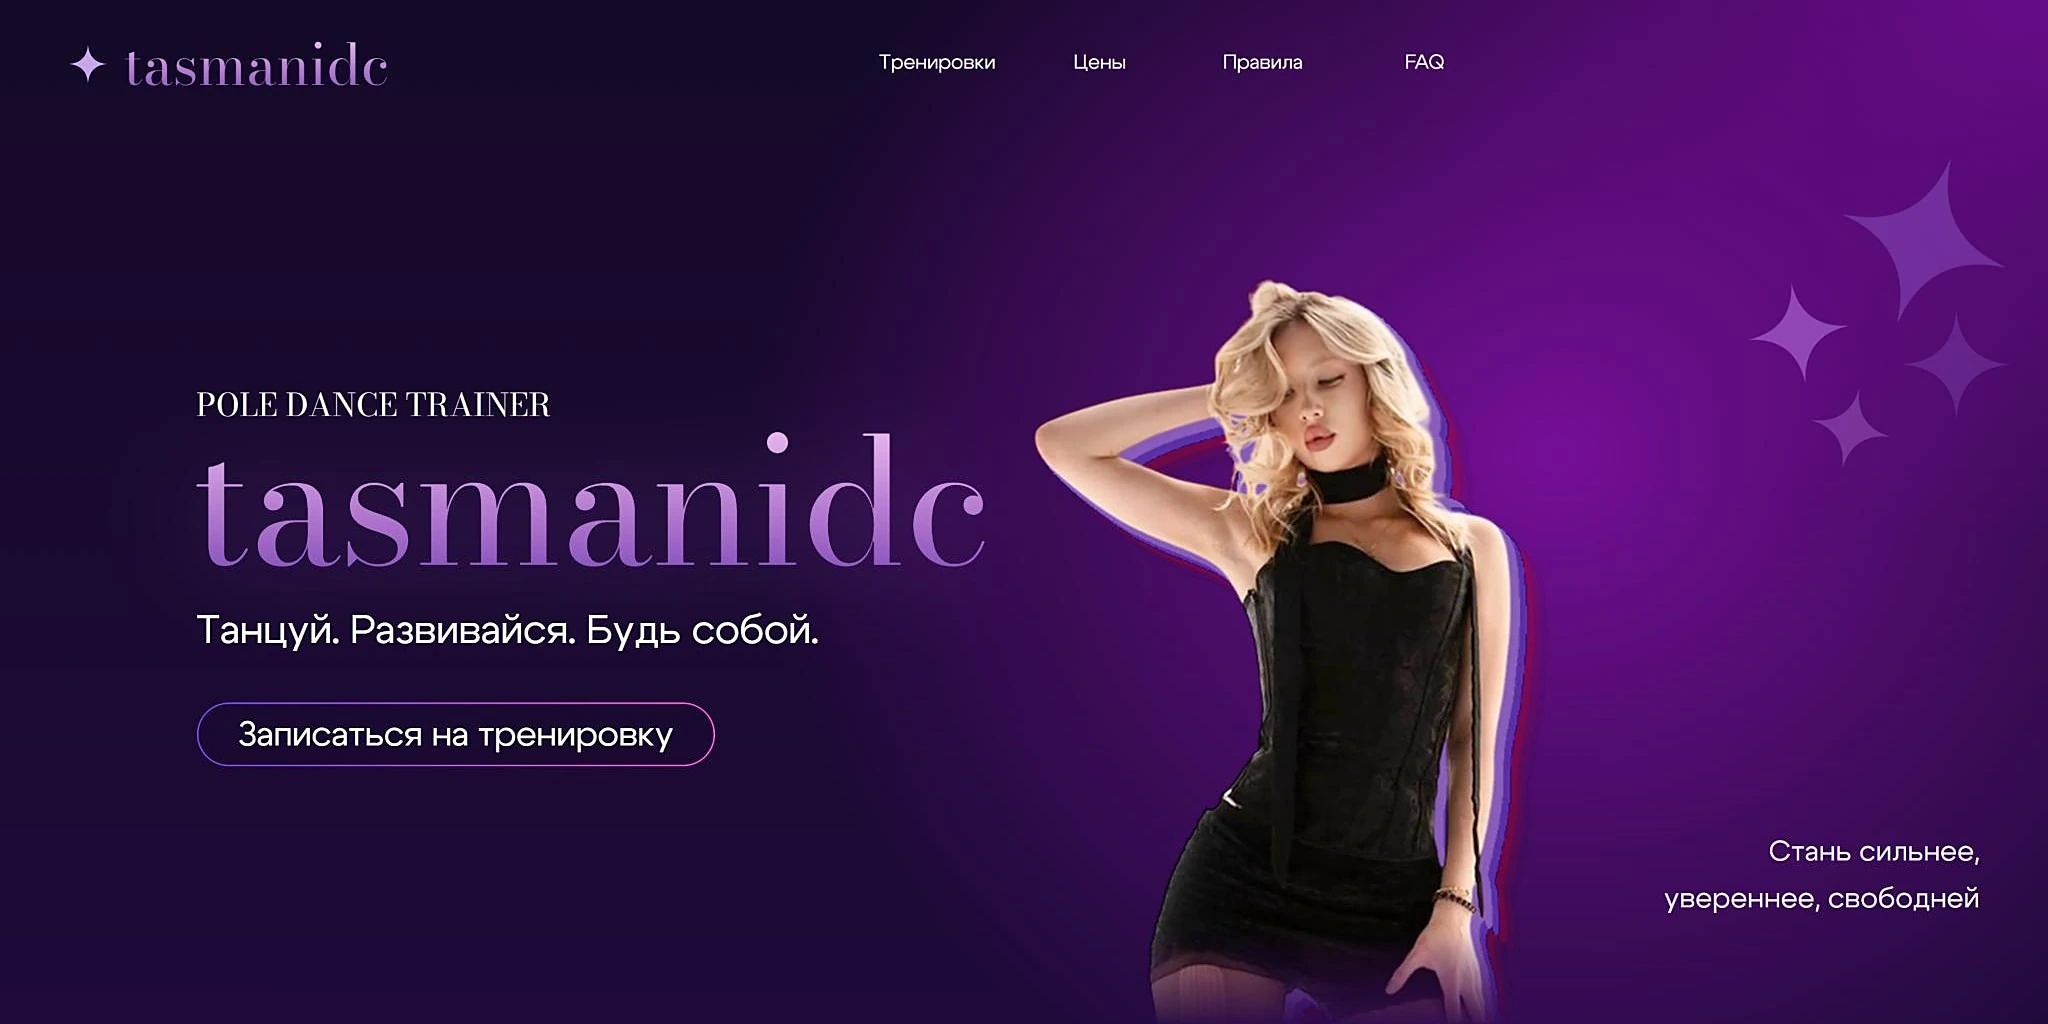 tasmanidc
Тренировки
Цены
Правила
FAQ
POLE DANCE TRAINER
tasmanidc
Танцуй. Развивайся. Будь собой.
Записаться на тренировку
Стань сильнее,
увереннее, свободней